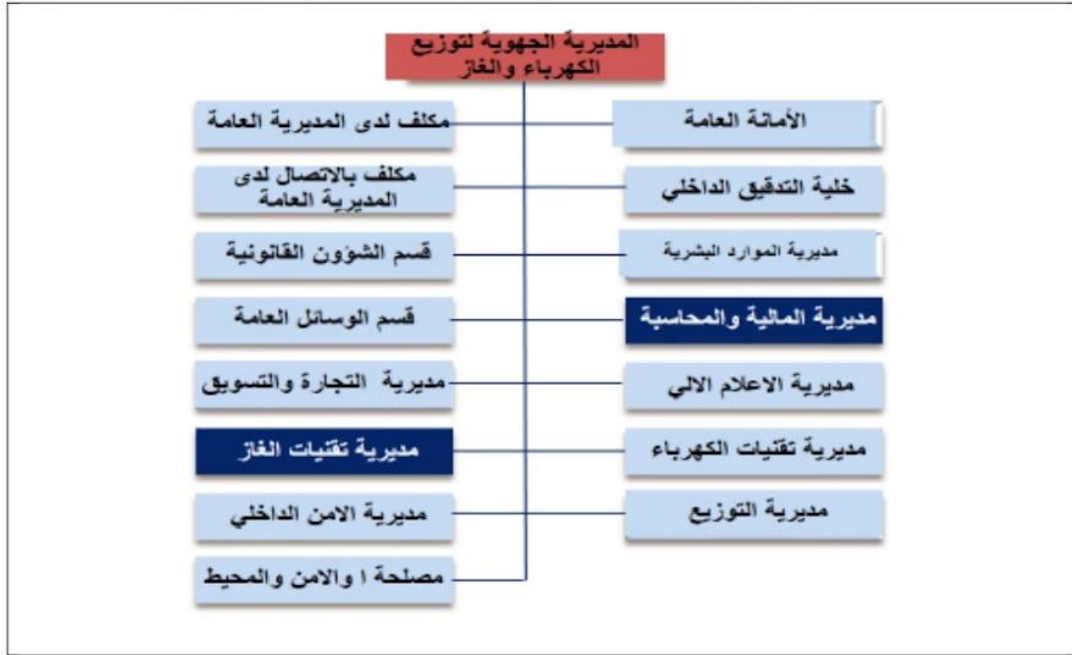 المديرية الجهوية لتوزيع
الكهرباء والغاز
الأمانة العامة
مكلف لدى المديرية العامة
خلية التدقيق الداخلي
مكلف بالاتصال لدى
المديرية العامة
مديرية الموارد البشرية
قسم الشؤون القانونية
مديرية المالية والمحاسبة
قسم الوسائل العامة
مديرية الاعلام الالي
مديرية التجارة والتسويق
مديرية تقنيات الكهرباء
مديرية تقنيات الغاز
مديرية التوزيع
مديرية الامن الداخلي
مصلحة ا والامن والمحيط